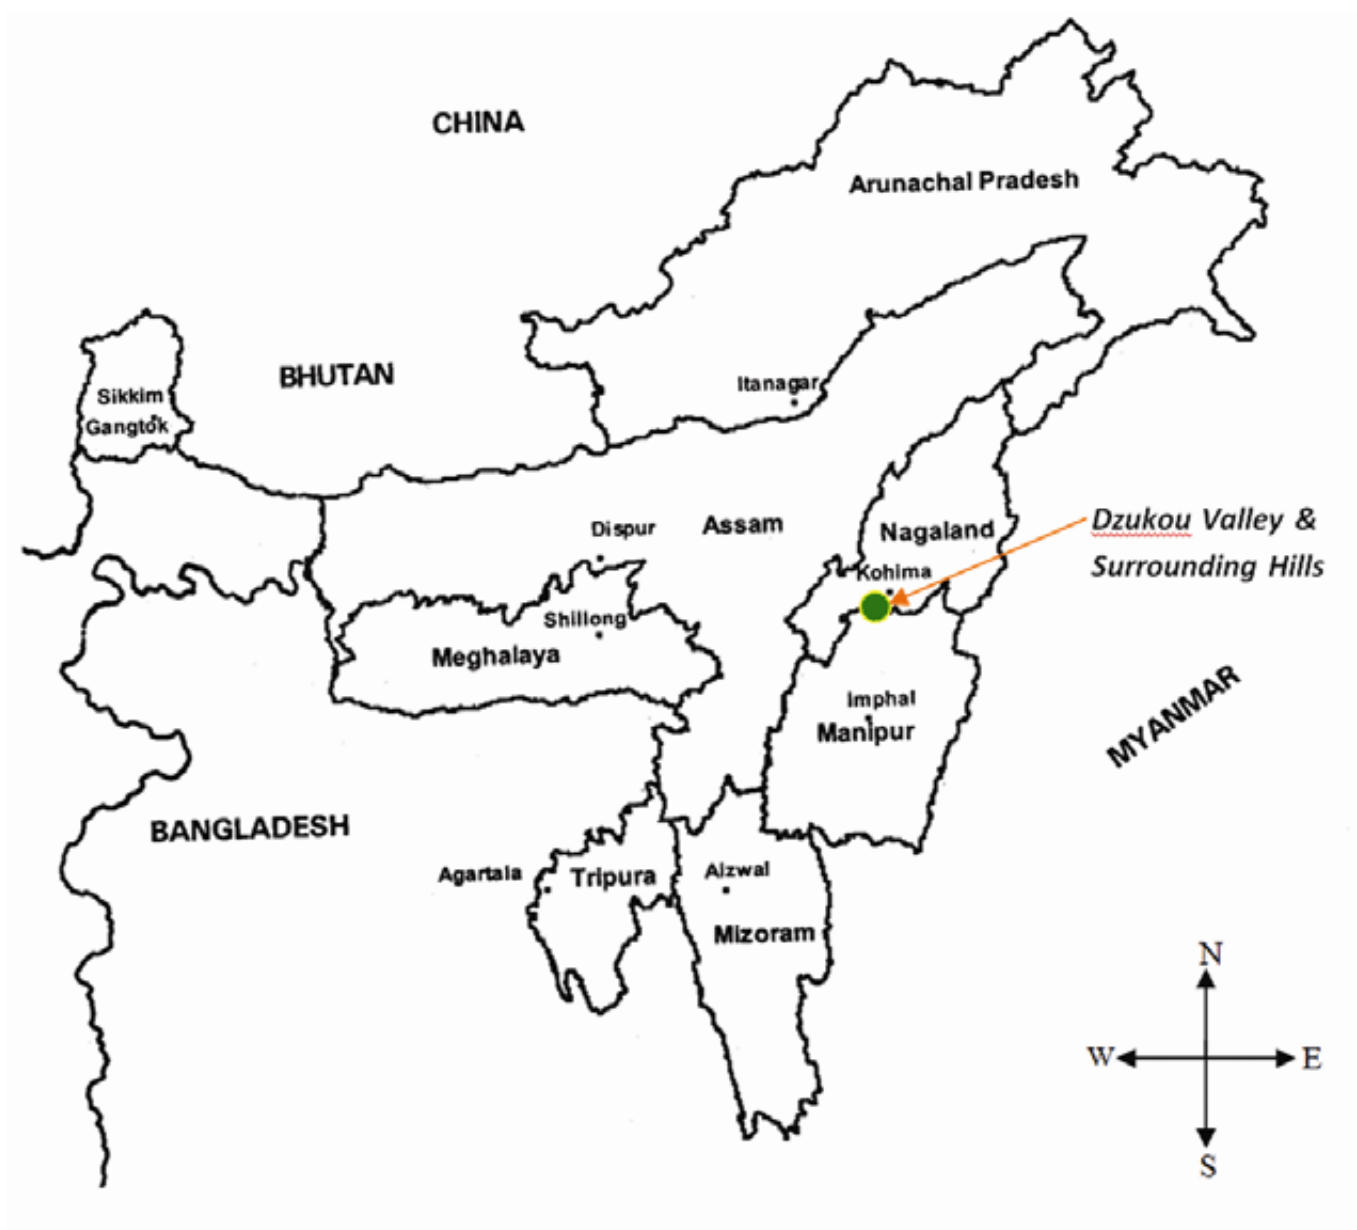 CHINA
Arunachal Pradesh
BHUTAN
Itanagar
Sikkim
Gangtok
Dispur
Assam
Nagaland
Dzukou Valley &
Surrounding Hills
Kohima
Shillong
Meghalaya
Imphal
Manipur
MYANMAR
BANGLADESH
Agartala
Tripura
Aizwal
Mizoram
N
W
E
S